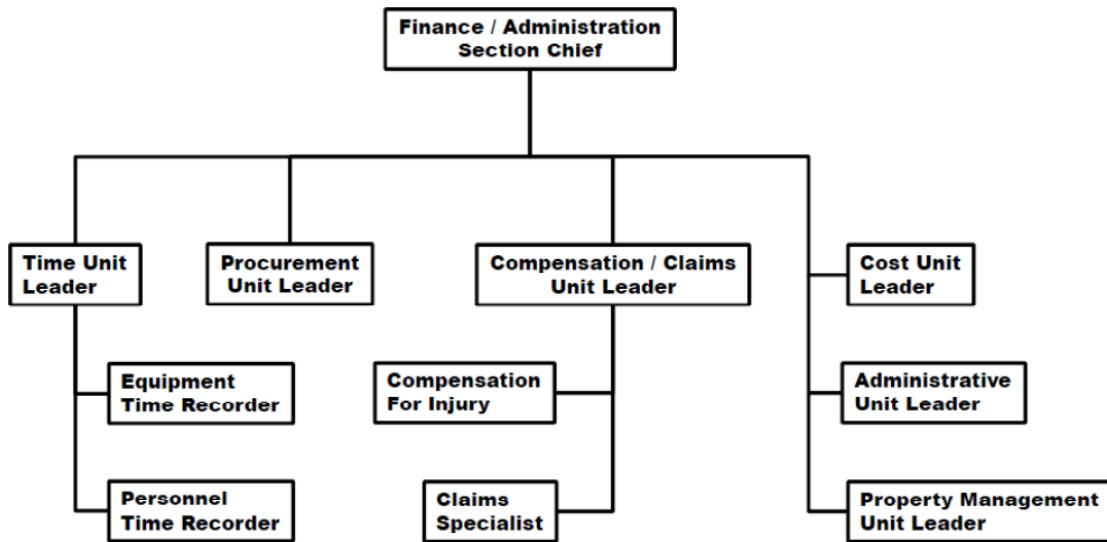 Finance / Administration
Section Chief
Time Unit
Leader
Procurement
Unit Leader
Compensation / Claims
Unit Leader
Cost Unit
Leader
Equipment
Time Recorder
Compensation
For Injury
Administrative
Unit Leader
Personnel
Time Recorder
Claims
Specialist
Property Management
Unit Leader